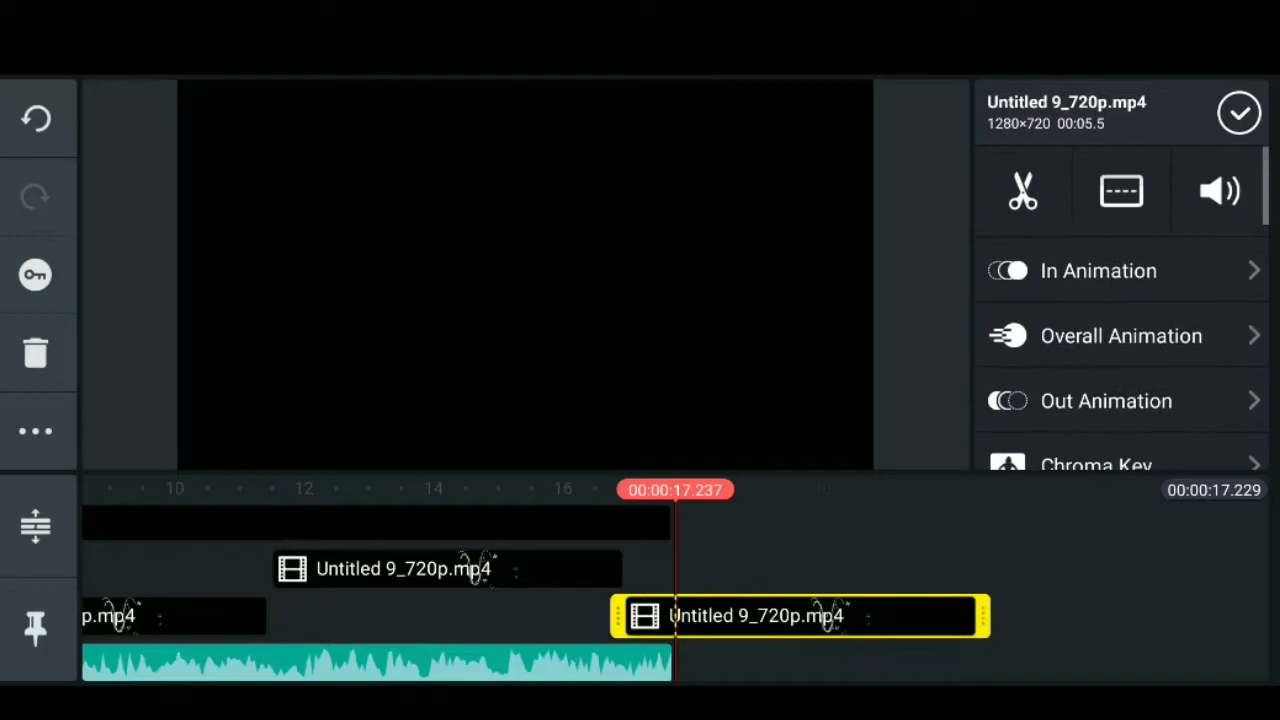 Untitled 9_720p.mp4
1280×720 00:05.5
In Animation
Overall Animation
Out Animation
Chroma Key
10 12 14 16 00:00:17.237 00:00:17.229
Untitled 9_720p.mp4
p.mp4 Untitled 9_720p.mp4